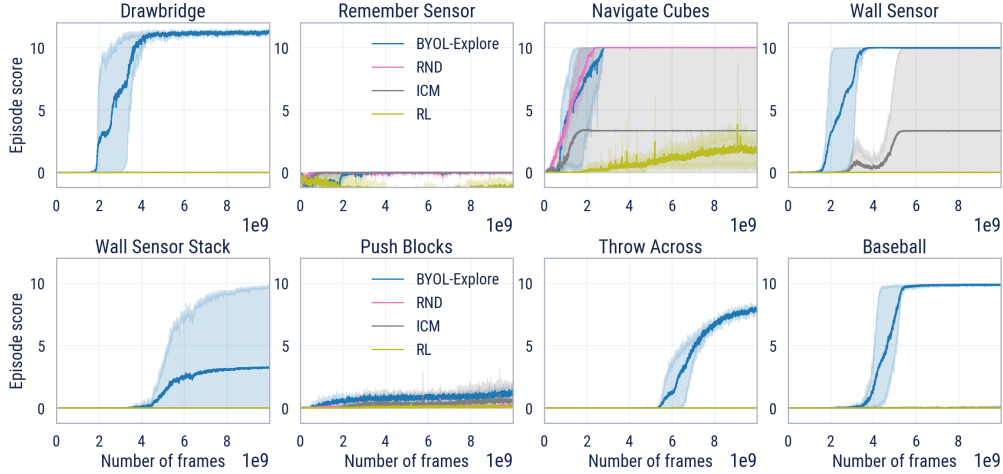 Drawbridge
Remember Sensor
Navigate Cubes
Wall Sensor
Episode score
10
5
0
0 2 4 6 8
1e9
10
5
0
BYOL-Explore
RND
ICM
RL
0 2 4 6 8
1e9
10
5
0
0 2 4 6 8
1e9
10
5
0
0 2 4 6 8
1e9
Wall Sensor Stack
Push Blocks
Throw Across
Baseball
Episode score
10
5
0
0 2 4 6 8
Number of frames 1e9
10
5
0
BYOL-Explore
RND
ICM
RL
0 2 4 6 8
Number of frames 1e9
10
5
0
0 2 4 6 8
Number of frames 1e9
10
5
0
0 2 4 6 8
Number of frames 1e9